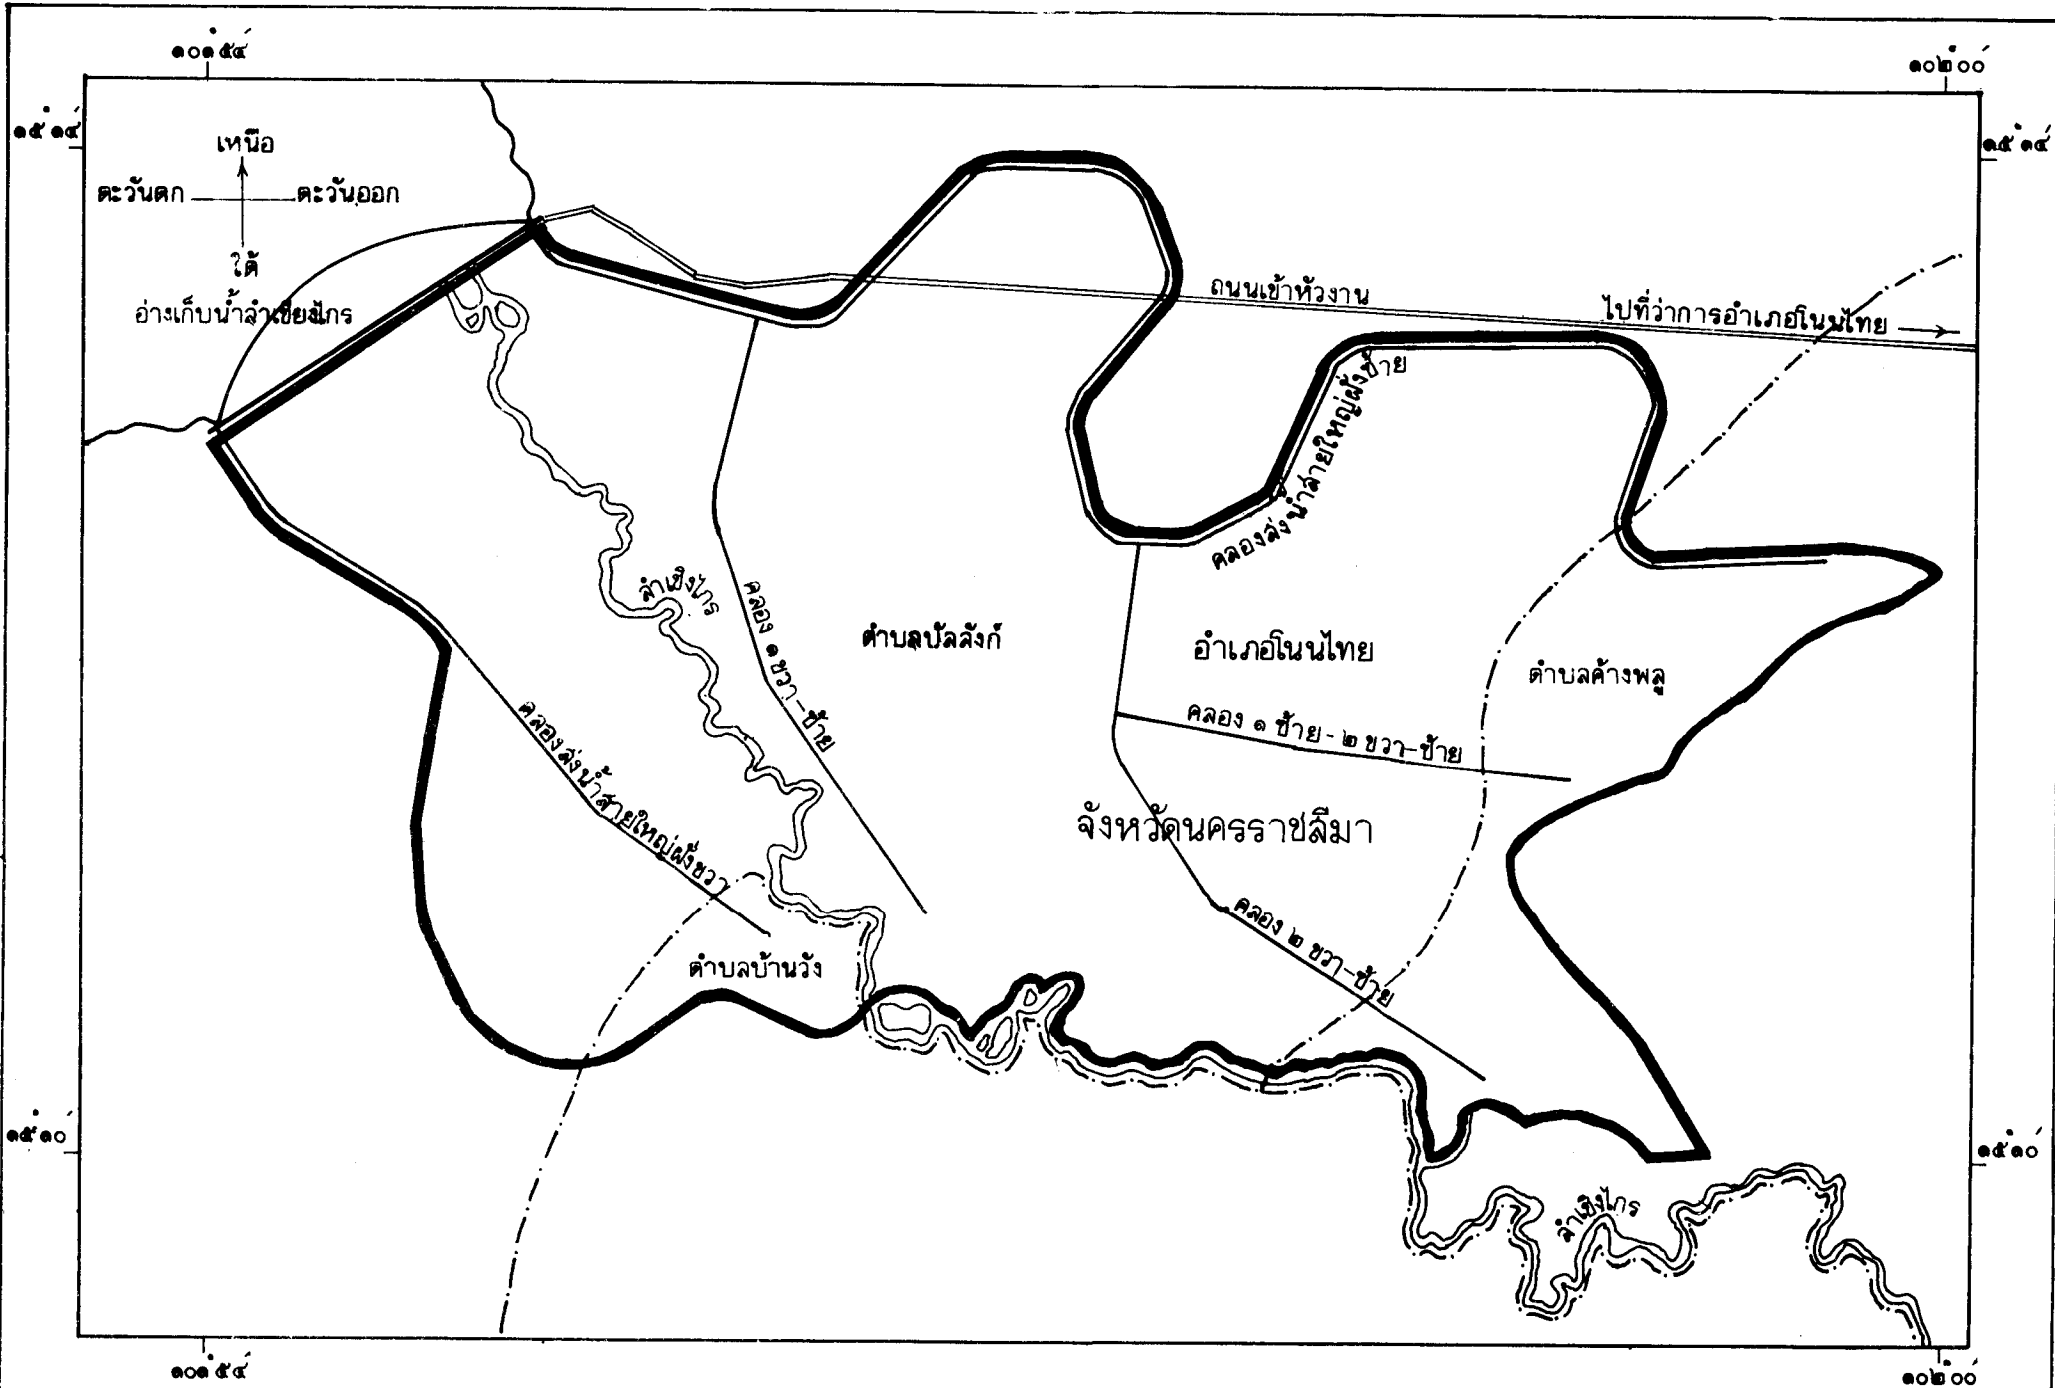 ๑๐๑ํ๕๔′
๑๐๒ํ๐๐′
๑๕ํ๑๔′
๑๕ํ๑๔′
เหนือ
ตะวันตก
ตะวันออก
ใต้
อ่างเก็บน้ำลำเชียงไกร
ถนนเข้าหัวงาน
ไปที่ว่าการอำเภอโนนไทย
คลองส่งน้ำสายใหญ่ฝั่งซ้าย
ลำเชิงไกร
คลอง ๑ ขวา-ซ้าย
ตำบลบัลลังก์
อำเภอโนนไทย
ตำบลค้างพลู
คลองส่งน้ำสายใหญ่ฝั่งขวา
คลอง ๑ ซ้าย - ๒ ขวา-ซ้าย
จังหวัดนครราชสีมา
คลอง ๒ ขวา-ซ้าย
ตำบลบ้านวัง
๑๕ํ๑๐′
๑๕ํ๑๐′
ลำเชิงไกร
๑๐๑ํ๕๔′
๑๐๒ํ๐๐′